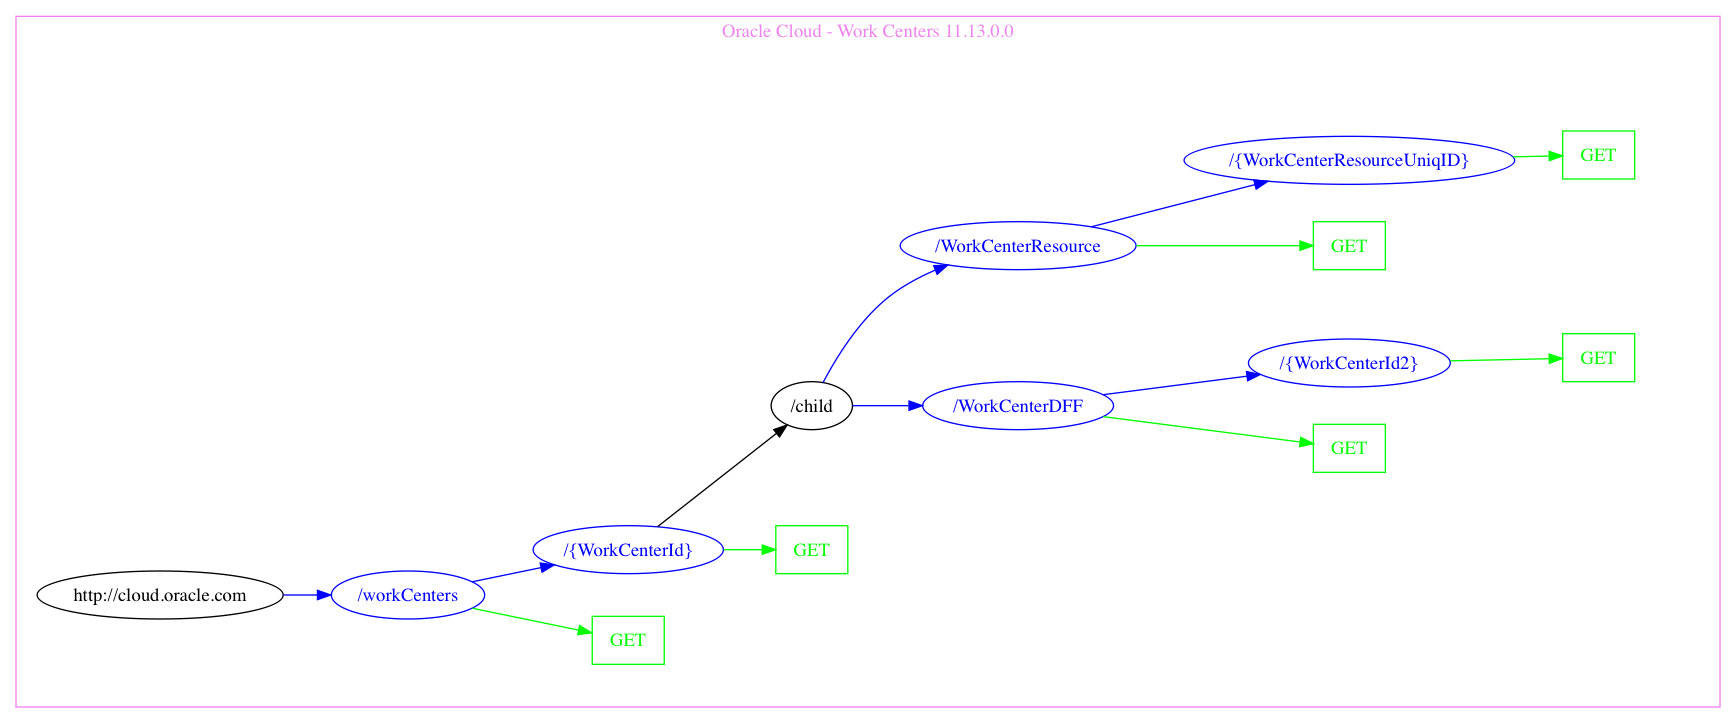 Oracle Cloud - Work Centers 11.13.0.0
/{WorkCenterResourceUniqID}
GET
/WorkCenterResource
GET
/{WorkCenterId2}
GET
/child
/WorkCenterDFF
GET
/{WorkCenterId}
GET
http://cloud.oracle.com
/workCenters
GET